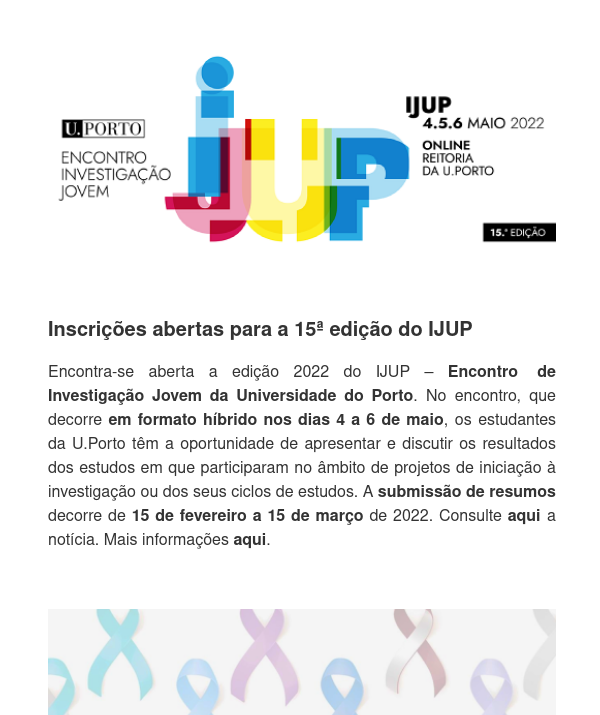 IJUP
4.5.6 MAIO 2022
U.PORTO
ONLINE
REITORIA
DA U.PORTO
ENCONTRO
INVESTIGAÇÃO
JOVEM
jUP
15.ª EDIÇÃO
Inscrições abertas para a 15ª edição do IJUP
Encontra-se aberta a edição 2022 do IJUP – Encontro de
Investigação Jovem da Universidade do Porto. No encontro, que
decorre em formato híbrido nos dias 4 a 6 de maio, os estudantes
da U.Porto têm a oportunidade de apresentar e discutir os resultados
dos estudos em que participaram no âmbito de projetos de iniciação à
investigação ou dos seus ciclos de estudos. A submissão de resumos
decorre de 15 de fevereiro a 15 de março de 2022. Consulte aqui a
notícia. Mais informações aqui.